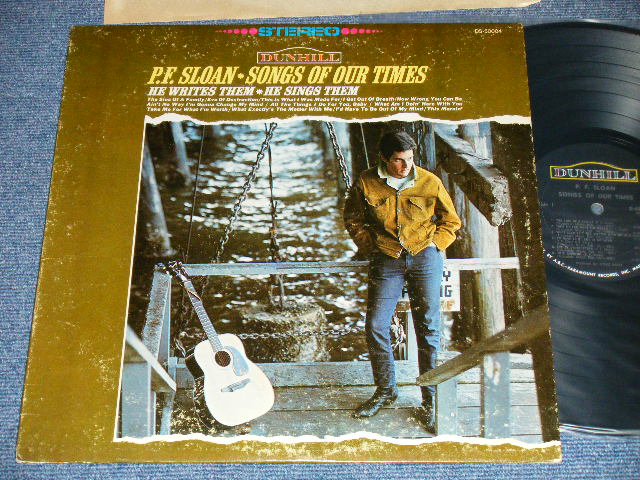 STEREO
DS-50004
DUNHILL
P.F. SLOAN • SONGS OF OUR TIMES
HE WRITES THEM • HE SINGS THEM
The Sins Of A Family/Eve Of Destruction/This Is What I Was Made For/I Get Out Of Breath/How Wrong You Can Be
Ain't No Way I'm Gonna Change My Mind / All The Things I Do For You, Baby / What Am I Doin' Here With You
Take Me For What I'm Worth/What Exactly's The Matter With Me/I'd Have To Be Out Of My Mind/This Mornin'
DUNHILL
P. F. SLOAN
SONGS OF OUR TIMES